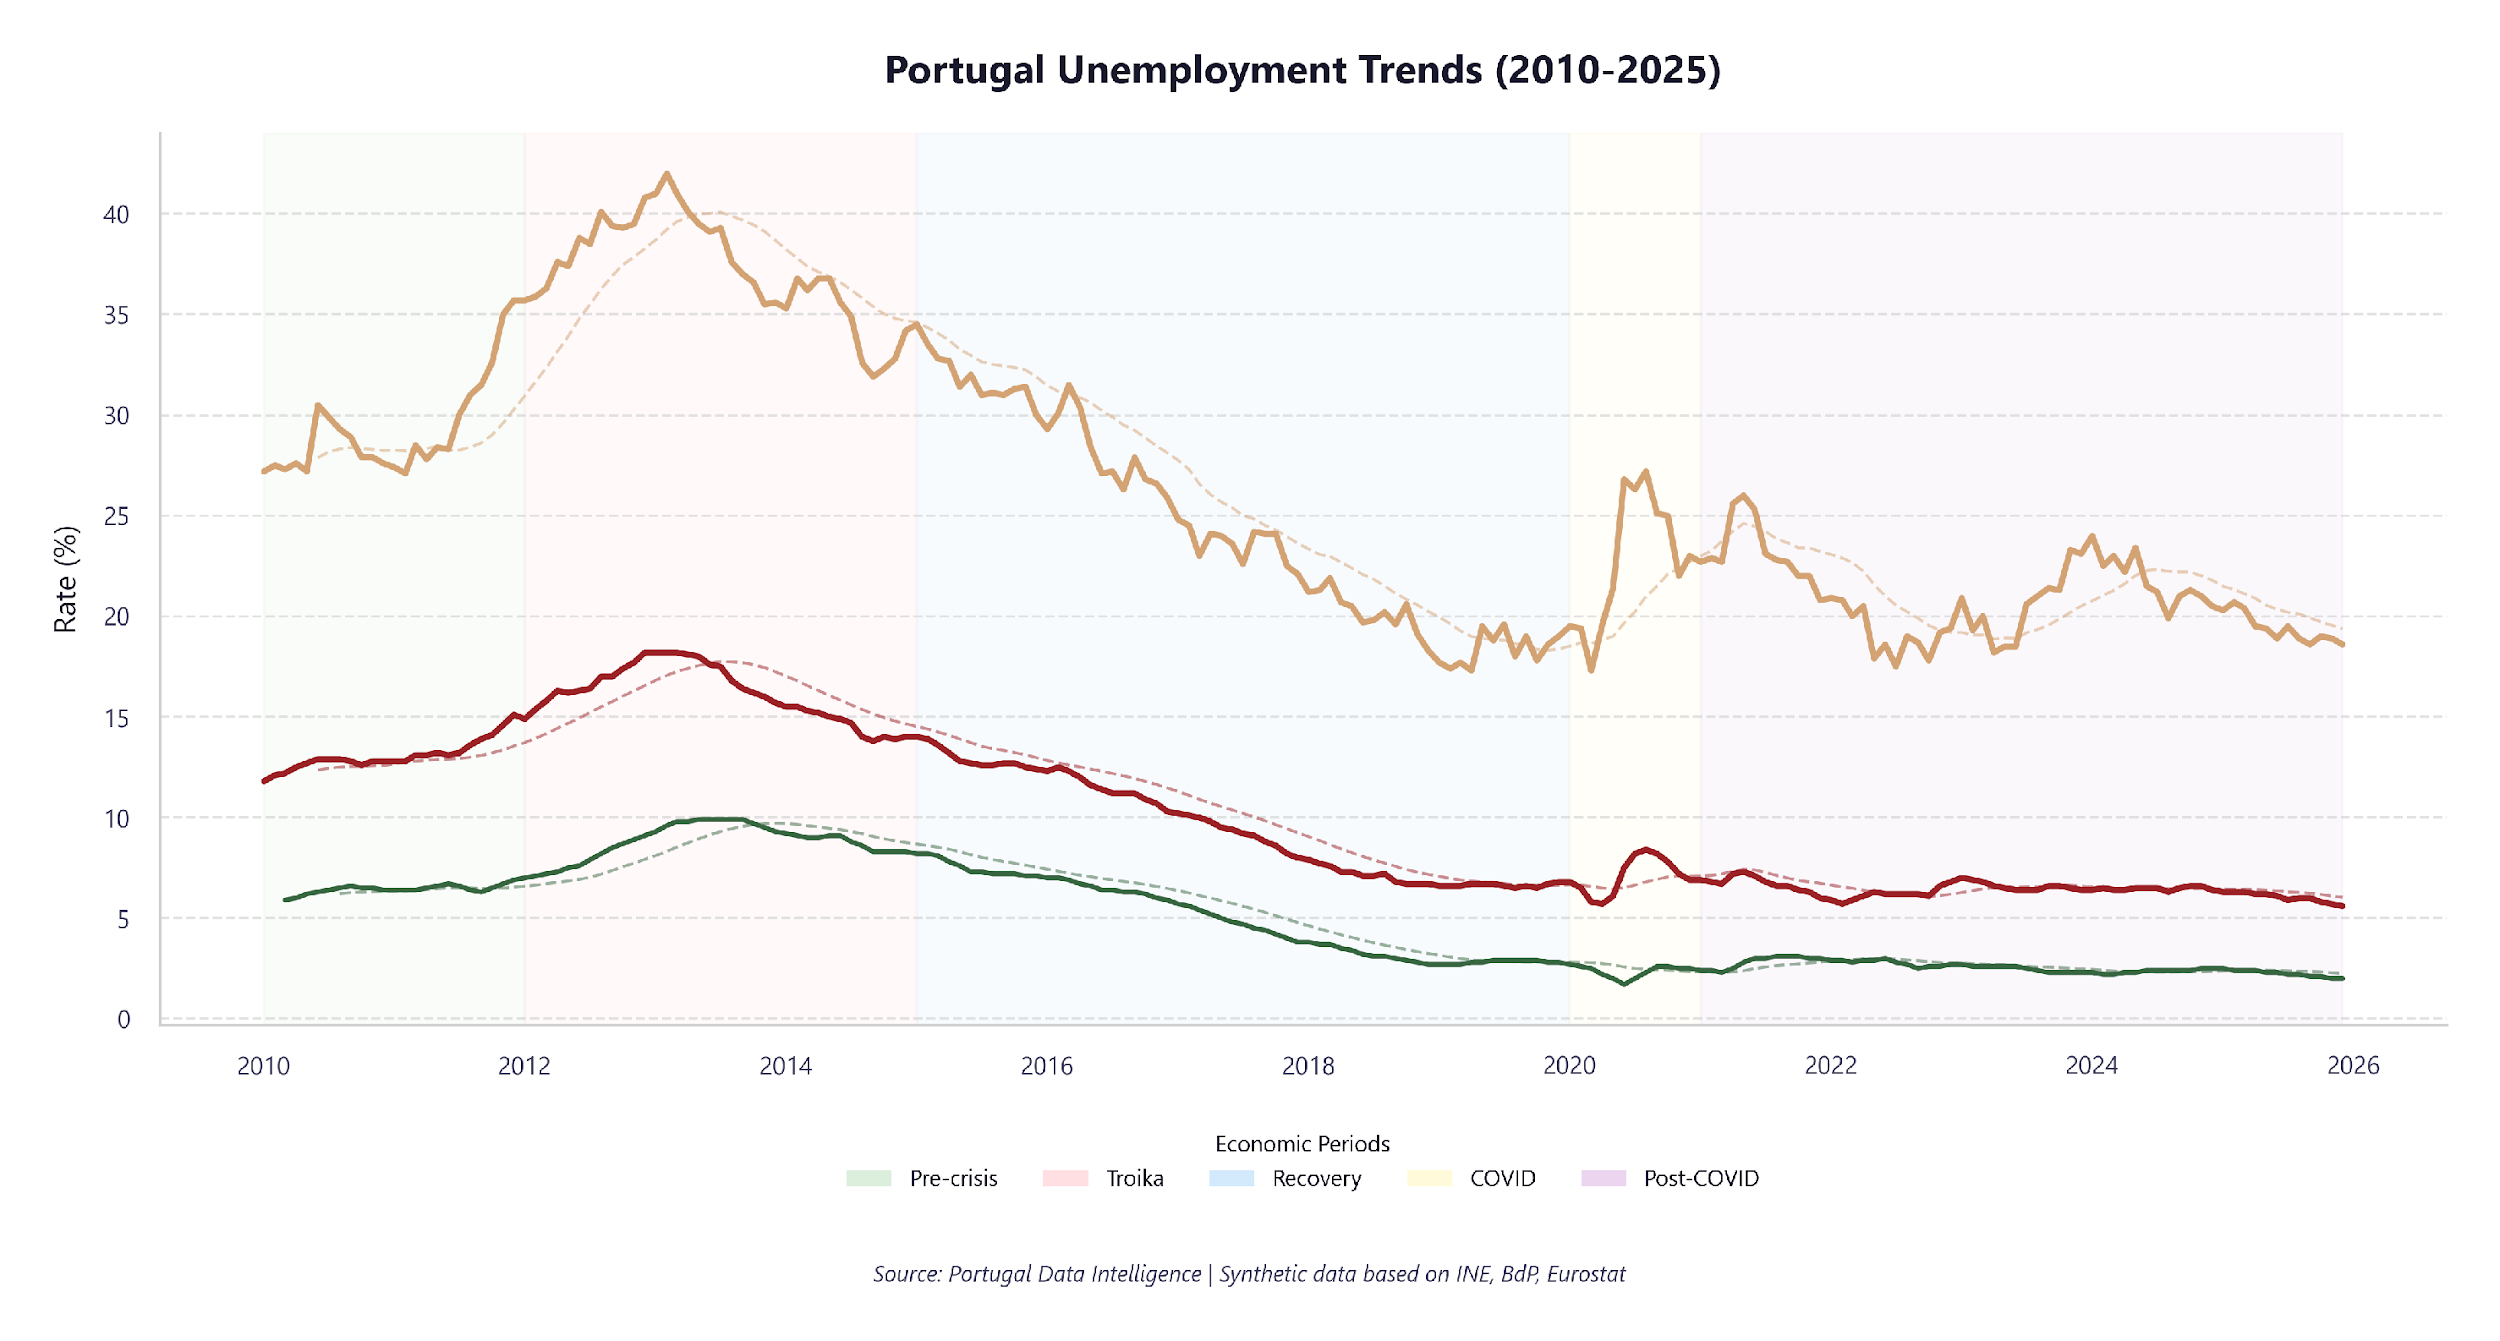 Portugal Unemployment Trends (2010-2025)
Rate (%)
40
35
30
25
20
15
10
5
0
2010 2012 2014 2016 2018 2020 2022 2024 2026
Economic Periods
Pre-crisis Troika Recovery COVID Post-COVID
Source: Portugal Data Intelligence | Synthetic data based on INE, BdP, Eurostat